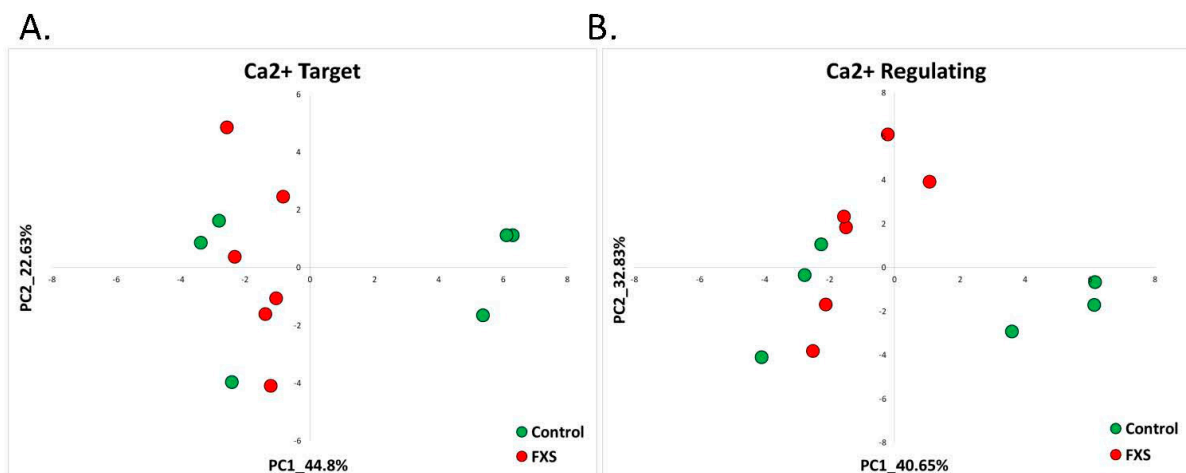 A.
Ca2+ Target
6
4
2
0
-8
-6
-4
-2
0
2
4
6
8
-2
-4
-6
PC2_22.63%
PC1_44.8%
Control
FXS
B.
Ca2+ Regulating
8
6
4
2
0
-8
-6
-4
-2
0
2
4
6
8
-2
-4
-6
-8
PC2_32.83%
PC1_40.65%
Control
FXS